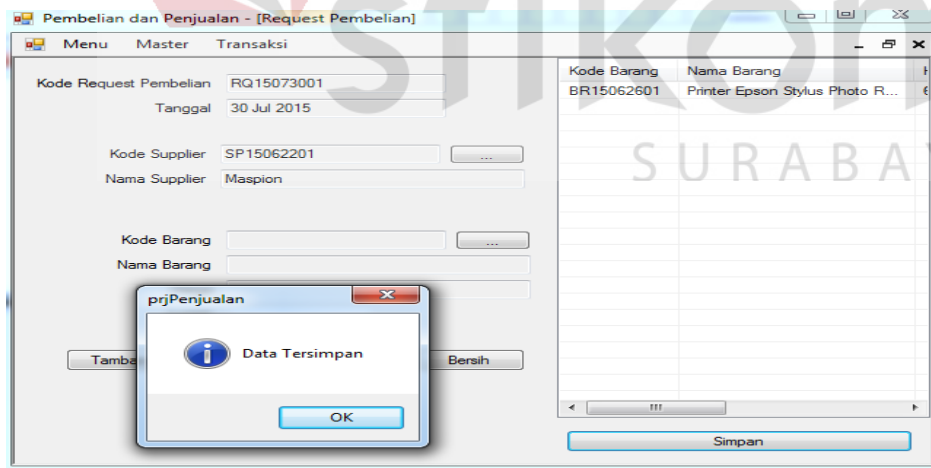 Pembelian dan Penjualan - [Request Pembelian]
Menu Master Transaksi
Kode Request Pembelian RQ15073001
Tanggal 30 Jul 2015
Kode Supplier SP15062201 ...
Nama Supplier Maspion
Kode Barang ...
Nama Barang
Kode Barang Nama Barang
BR15062601 Printer Epson Stylus Photo R...
SURABAY
prjPenjualan
Data Tersimpan
OK
Tamba
Bersih
Simpan